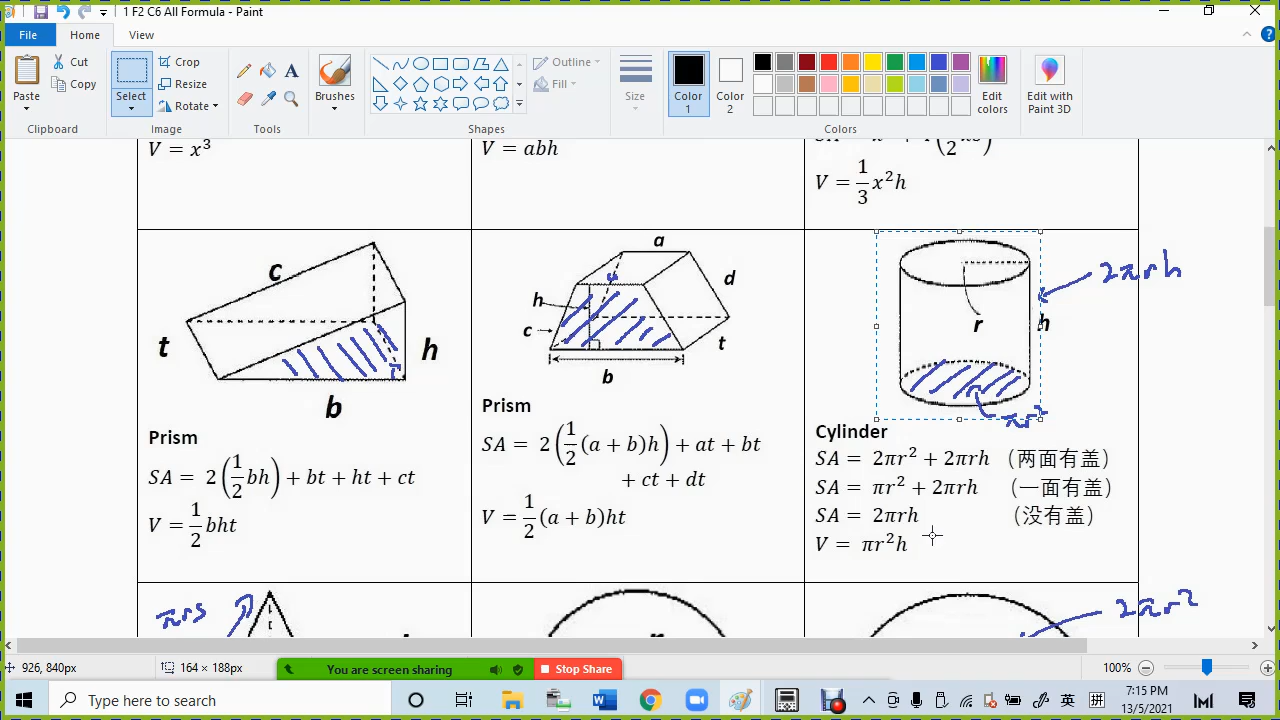 1 F2 C6 All Formula - Paint
File
Home
View
Paste
Cut
Copy
Clipboard
Select
Crop
Resize
Rotate
Image
Tools
Brushes
Shapes
Outline
Fill
Size
Color 1
Color 2
Edit colors
Edit with Paint 3D
Colors
V = x³
V = abh
V = 1/3 x²h
c
t
h
b
Prism
SA = 2(1/2 bh) + bt + ht + ct
V = 1/2 bht
a
d
h
c
t
b
Prism
SA = 2(1/2 (a + b)h) + at + bt
+ ct + dt
V = 1/2 (a + b)ht
2πrh
r
h
πr²
Cylinder
SA = 2πr² + 2πrh （两面有盖）
SA = πr² + 2πrh （一面有盖）
SA = 2πrh （没有盖）
V = πr²h
πrs
2πr²
926, 840px
164 × 188px
You are screen sharing
Stop Share
100%
Type here to search
英
拼
7:15 PM
13/5/2021